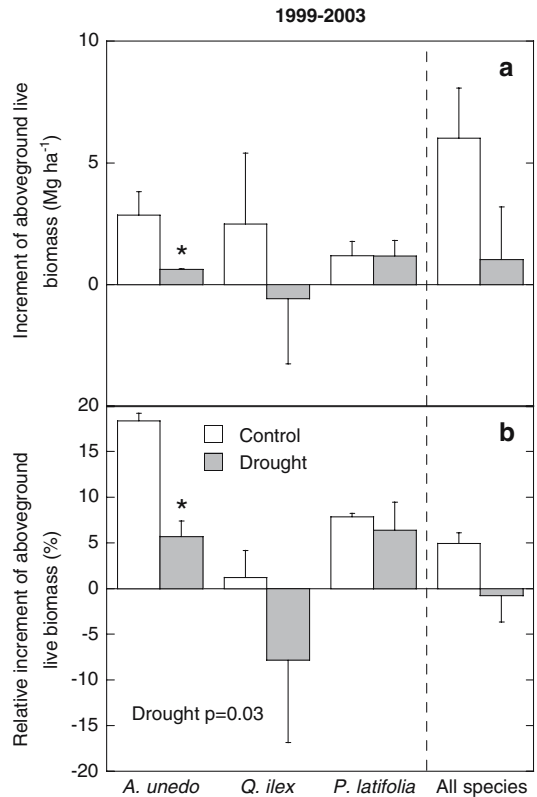 1999-2003
a
Increment of aboveground live
biomass (Mg ha⁻¹)
10
5
0
*
20
b
Relative increment of aboveground
live biomass (%)
15
10
5
0
-5
-10
-15
-20
Control
Drought
*
Drought p=0.03
A. unedo Q. ilex P. latifolia All species